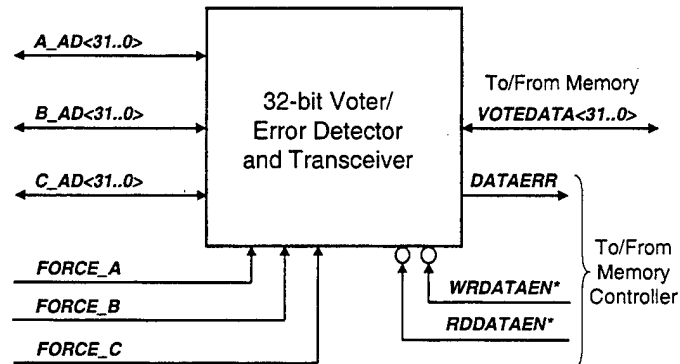 A_AD<31..0>
B_AD<31..0>
C_AD<31..0>
32-bit Voter/
Error Detector
and Transceiver
To/From Memory
VOTEDATA<31..0>
DATAERR
FORCE_A
FORCE_B
FORCE_C
WRDATAEN*
RDDATAEN*
To/From
Memory
Controller